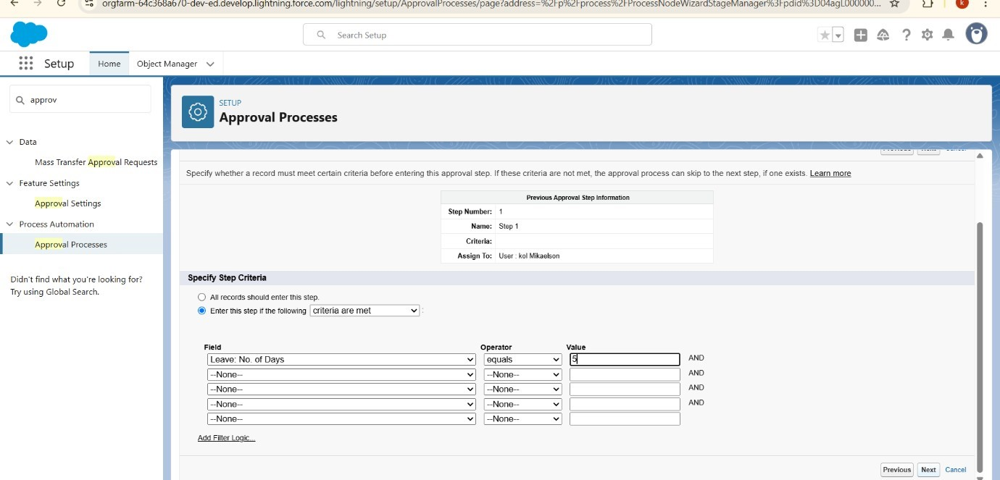 orgfarm-64c368a670-dev-ed.develop.lightning.force.com/lightning/setup/ApprovalProcesses/page?address=%2Fp%2Fprocess%2FProcessNodeWizardStageManager%3Fpdid%3D04agL000000...
k
Search Setup
Setup
Home
Object Manager
approv
SETUP
Approval Processes
Data
Mass Transfer Approval Requests
Feature Settings
Approval Settings
Process Automation
Approval Processes
Didn't find what you're looking for?
Try using Global Search.
Specify whether a record must meet certain criteria before entering this approval step. If these criteria are not met, the approval process can skip to the next step, if one exists. Learn more
Previous Approval Step Information
Step Number: 1
Name: Step 1
Criteria:
Assign To: User : kol Mikaelson
Specify Step Criteria
All records should enter this step.
Enter this step if the following criteria are met :
Field Operator Value
Leave: No. of Days equals 5 AND
--None-- --None-- AND
--None-- --None-- AND
--None-- --None-- AND
--None-- --None--
Add Filter Logic...
Previous Next Cancel